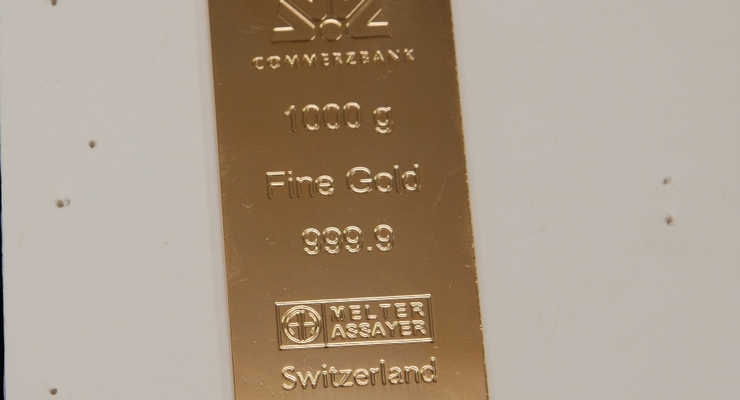 COMMERZBANK
1000 g
Fine Gold
999.9
MELTER
ASSAYER
Switzerland